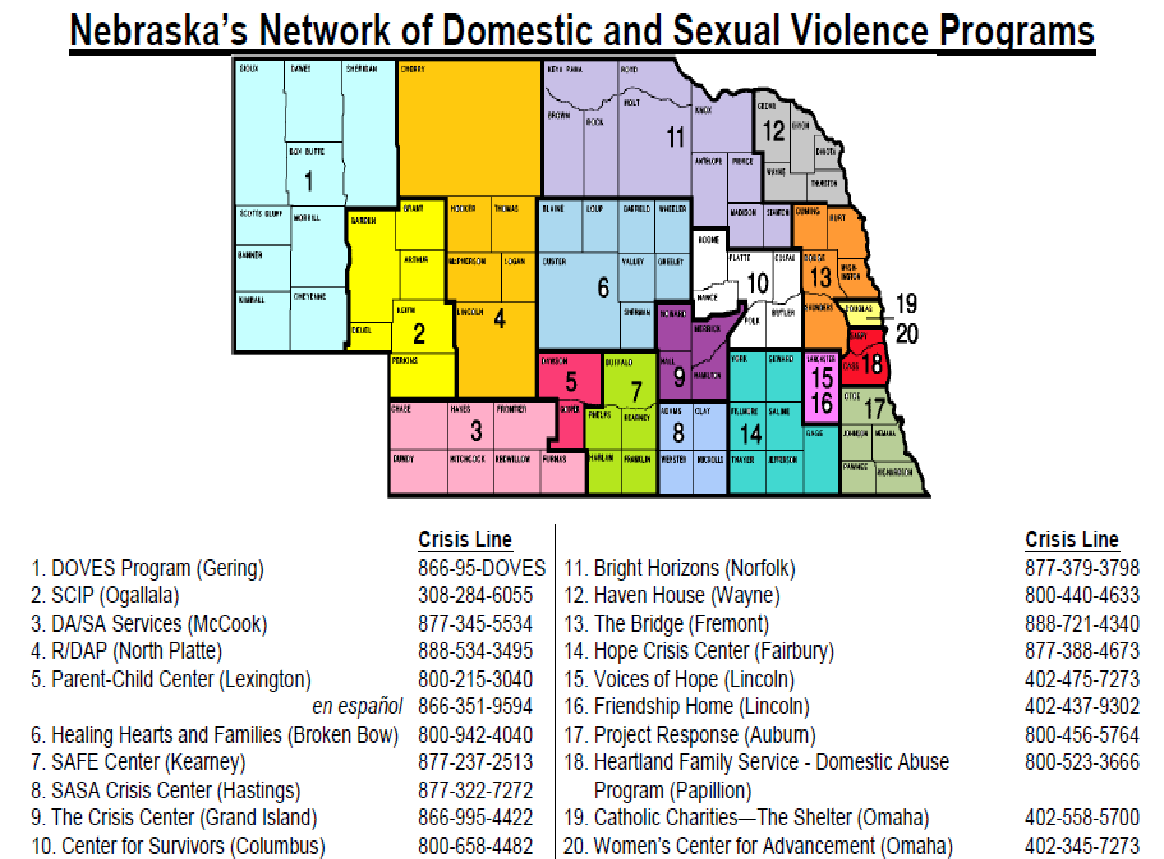 Nebraska's Network of Domestic and Sexual Violence Programs
SIOUX
DAWES
SHERIDAN
CHERRY
KEYA PAHA
BOYD
BROWN
ROCK
HOLT
KNOX
11
CEDAR
12
DIXON
DAKOTA
BOX BUTTE
1
ANTELOPE
PIERCE
WAYNE
THURSTON
SCOTTS BLUFF
MORRILL
GARDEN
GRANT
HOOKER
THOMAS
BLAINE
LOUP
GARFIELD
WHEELER
MADISON
STANTON
CUMING
BURT
BANNER
ARTHUR
MCPHERSON
LOGAN
CUSTER
VALLEY
GREELEY
6
BOONE
PLATTE
COLFAX
10
DODGE
13
WASH-
INGTON
KIMBALL
CHEYENNE
DEUEL
KEITH
2
LINCOLN
4
SHERMAN
HOWARD
NANCE
MERRICK
POLK
BUTLER
SAUNDERS
DOUGLAS
19
20
PERKINS
DAWSON
5
BUFFALO
7
HALL
9
HAMILTON
YORK
SEWARD
LANCASTER
15
16
SARPY
CASS
18
CHASE
HAYES
FRONTIER
3
GOSPER
PHELPS
KEARNEY
ADAMS
CLAY
8
FILLMORE
SALINE
14
OTOE
17
DUNDY
HITCHCOCK
REDWILLOW
FURNAS
HARLAN
FRANKLIN
WEBSTER
NUCKOLLS
THAYER
JEFFERSON
GAGE
JOHNSON
NEMAHA
PAWNEE
RICHARDSON
Crisis Line
1. DOVES Program (Gering) 866-95-DOVES
2. SCIP (Ogallala) 308-284-6055
3. DA/SA Services (McCook) 877-345-5534
4. R/DAP (North Platte) 888-534-3495
5. Parent-Child Center (Lexington) 800-215-3040
en español 866-351-9594
6. Healing Hearts and Families (Broken Bow) 800-942-4040
7. SAFE Center (Kearney) 877-237-2513
8. SASA Crisis Center (Hastings) 877-322-7272
9. The Crisis Center (Grand Island) 866-995-4422
10. Center for Survivors (Columbus) 800-658-4482
Crisis Line
11. Bright Horizons (Norfolk) 877-379-3798
12. Haven House (Wayne) 800-440-4633
13. The Bridge (Fremont) 888-721-4340
14. Hope Crisis Center (Fairbury) 877-388-4673
15. Voices of Hope (Lincoln) 402-475-7273
16. Friendship Home (Lincoln) 402-437-9302
17. Project Response (Auburn) 800-456-5764
18. Heartland Family Service - Domestic Abuse 800-523-3666
Program (Papillion)
19. Catholic Charities—The Shelter (Omaha) 402-558-5700
20. Women's Center for Advancement (Omaha) 402-345-7273